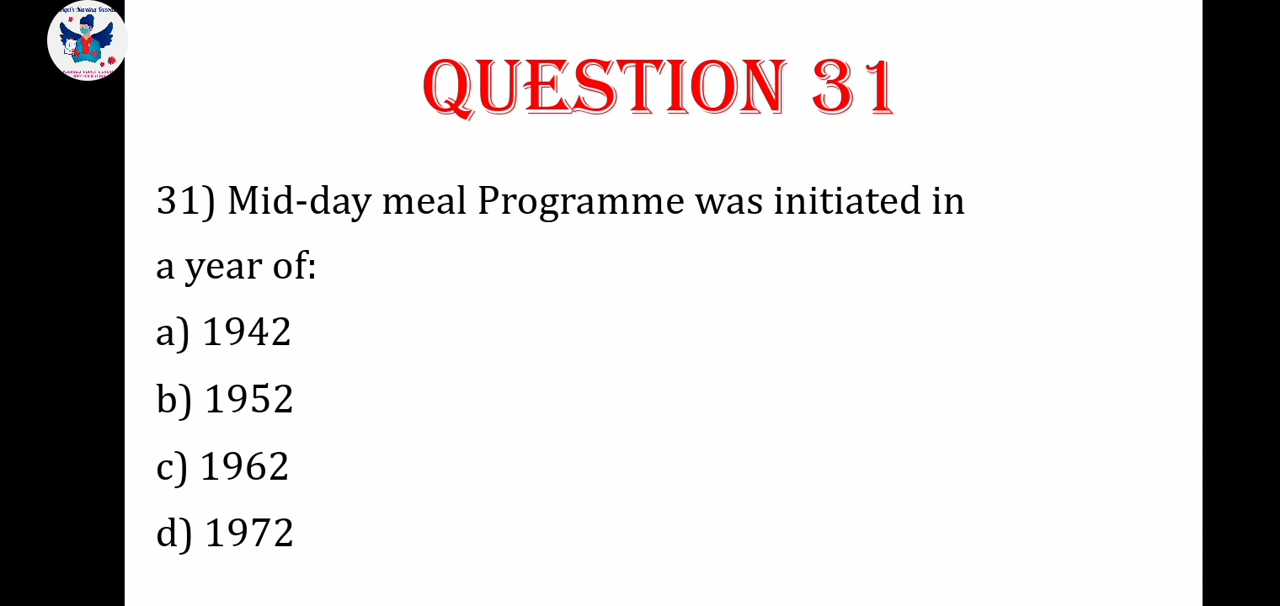 QUESTION 31
31) Mid-day meal Programme was initiated in
a year of:
a) 1942
b) 1952
c) 1962
d) 1972